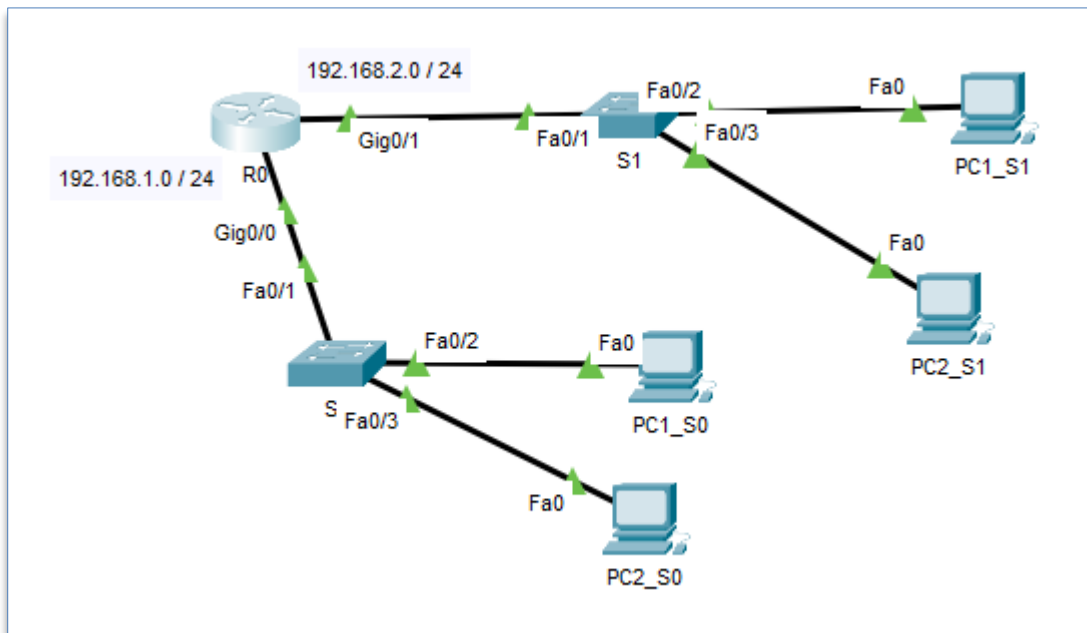 192.168.2.0 / 24
Fa0/2
Fa0
Gig0/1
Fa0/1
Fa0/3
S1
PC1_S1
192.168.1.0 / 24
R0
Gig0/0
Fa0
Fa0/1
PC2_S1
Fa0/2
Fa0
S
Fa0/3
PC1_S0
Fa0
PC2_S0